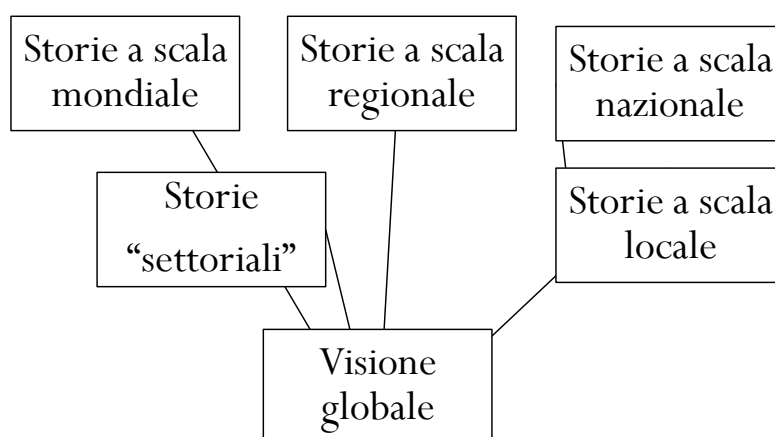 Storie a scala
mondiale
Storie a scala
regionale
Storie a scala
nazionale
Storie
“settoriali”
Storie a scala
locale
Visione
globale